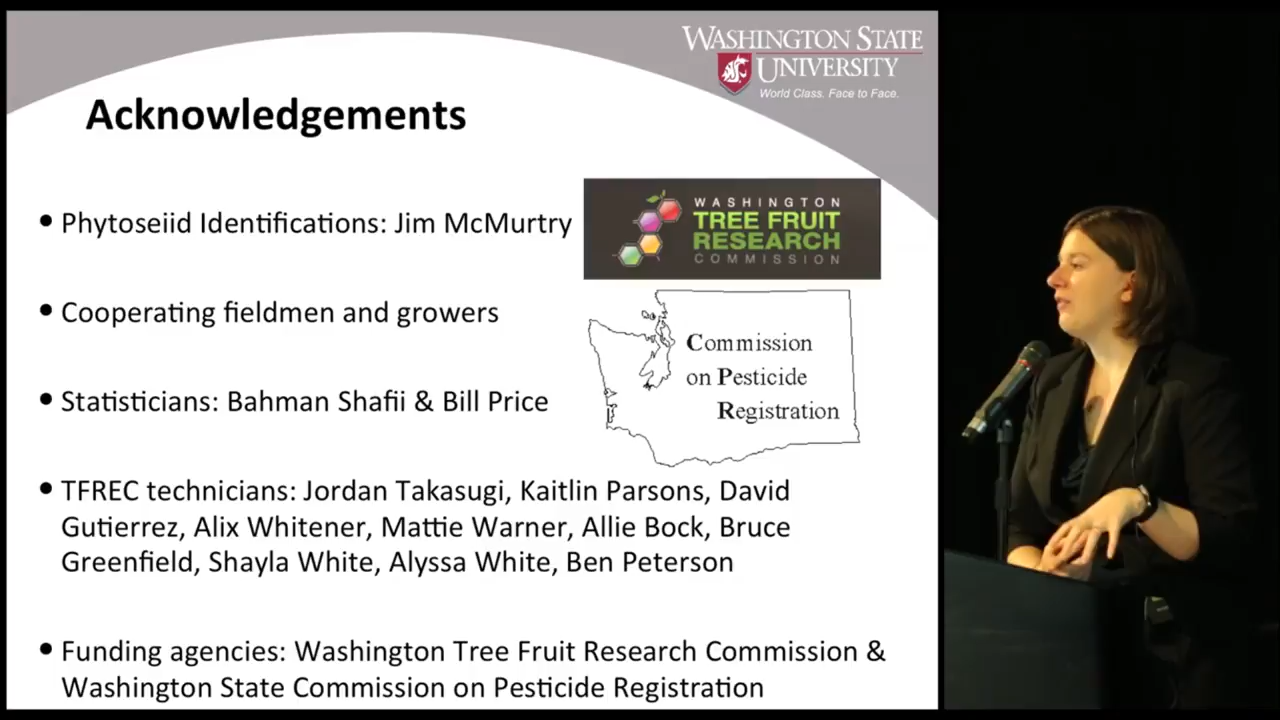 WASHINGTON STATE
UNIVERSITY
World Class. Face to Face.
Acknowledgements
• Phytoseiid Identifications: Jim McMurtry
WASHINGTON
TREE FRUIT
RESEARCH
COMMISSION
• Cooperating fieldmen and growers
Commission
on Pesticide
Registration
• Statisticians: Bahman Shafii & Bill Price
• TFREC technicians: Jordan Takasugi, Kaitlin Parsons, David
Gutierrez, Alix Whitener, Mattie Warner, Allie Bock, Bruce
Greenfield, Shayla White, Alyssa White, Ben Peterson
• Funding agencies: Washington Tree Fruit Research Commission &
Washington State Commission on Pesticide Registration